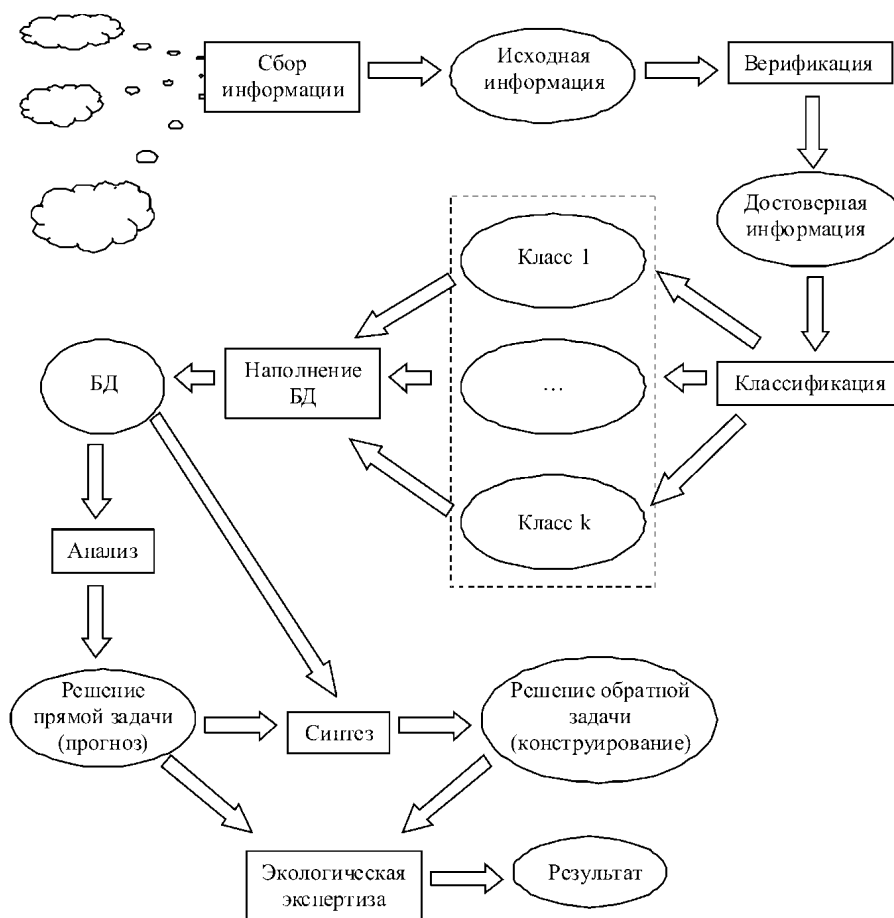 Сбор
информации
Исходная
информация
Верификация
Достоверная
информация
Класс 1
Наполнение
БД
БД
...
Классификация
Класс k
Анализ
Решение
прямой задачи
(прогноз)
Синтез
Решение обратной
задачи
(конструирование)
Экологическая
экспертиза
Результат